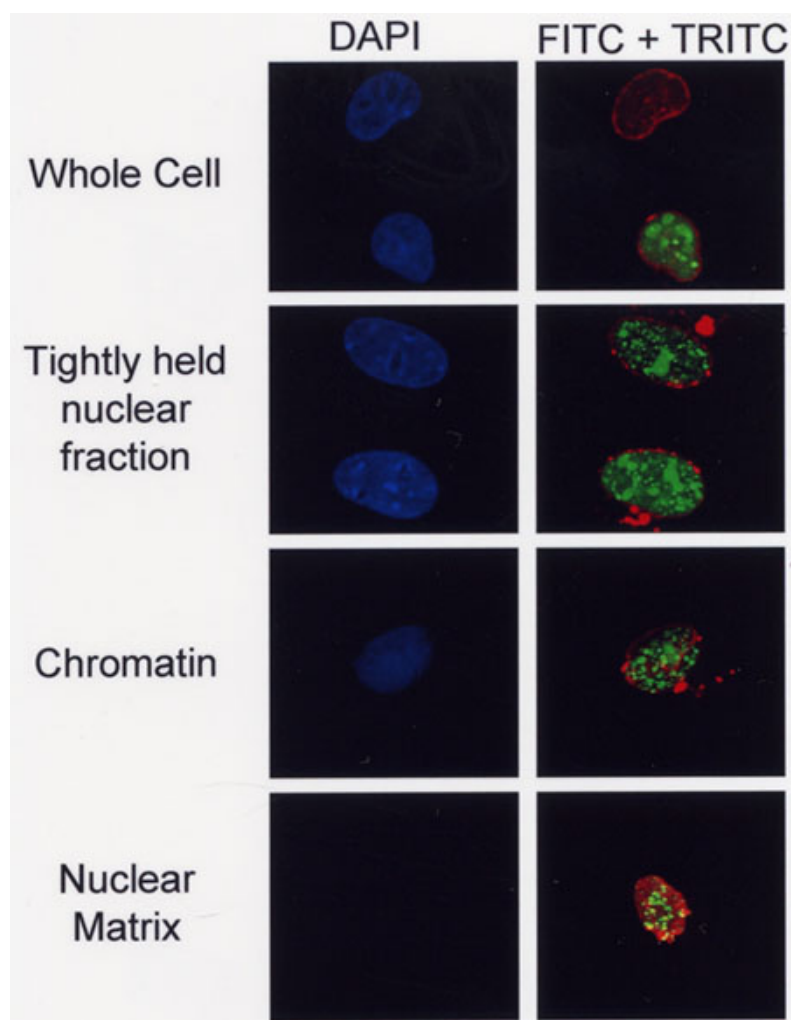 DAPI
FITC + TRITC
Whole Cell
Tightly held
nuclear
fraction
Chromatin
Nuclear
Matrix